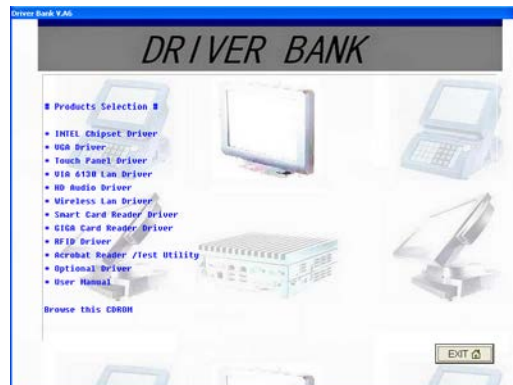 Driver Bank V.A6
DRIVER BANK
# Products Selection #
* INTEL Chipset Driver
* VGA Driver
* Touch Panel Driver
* VIA 6130 Lan Driver
* HD Audio Driver
* Wireless Lan Driver
* Smart Card Reader Driver
* GIGA Card Reader Driver
* RFID Driver
* Acrobat Reader /Test Utility
* Optional Driver
* User Manual
Browse this CDROM
EXIT